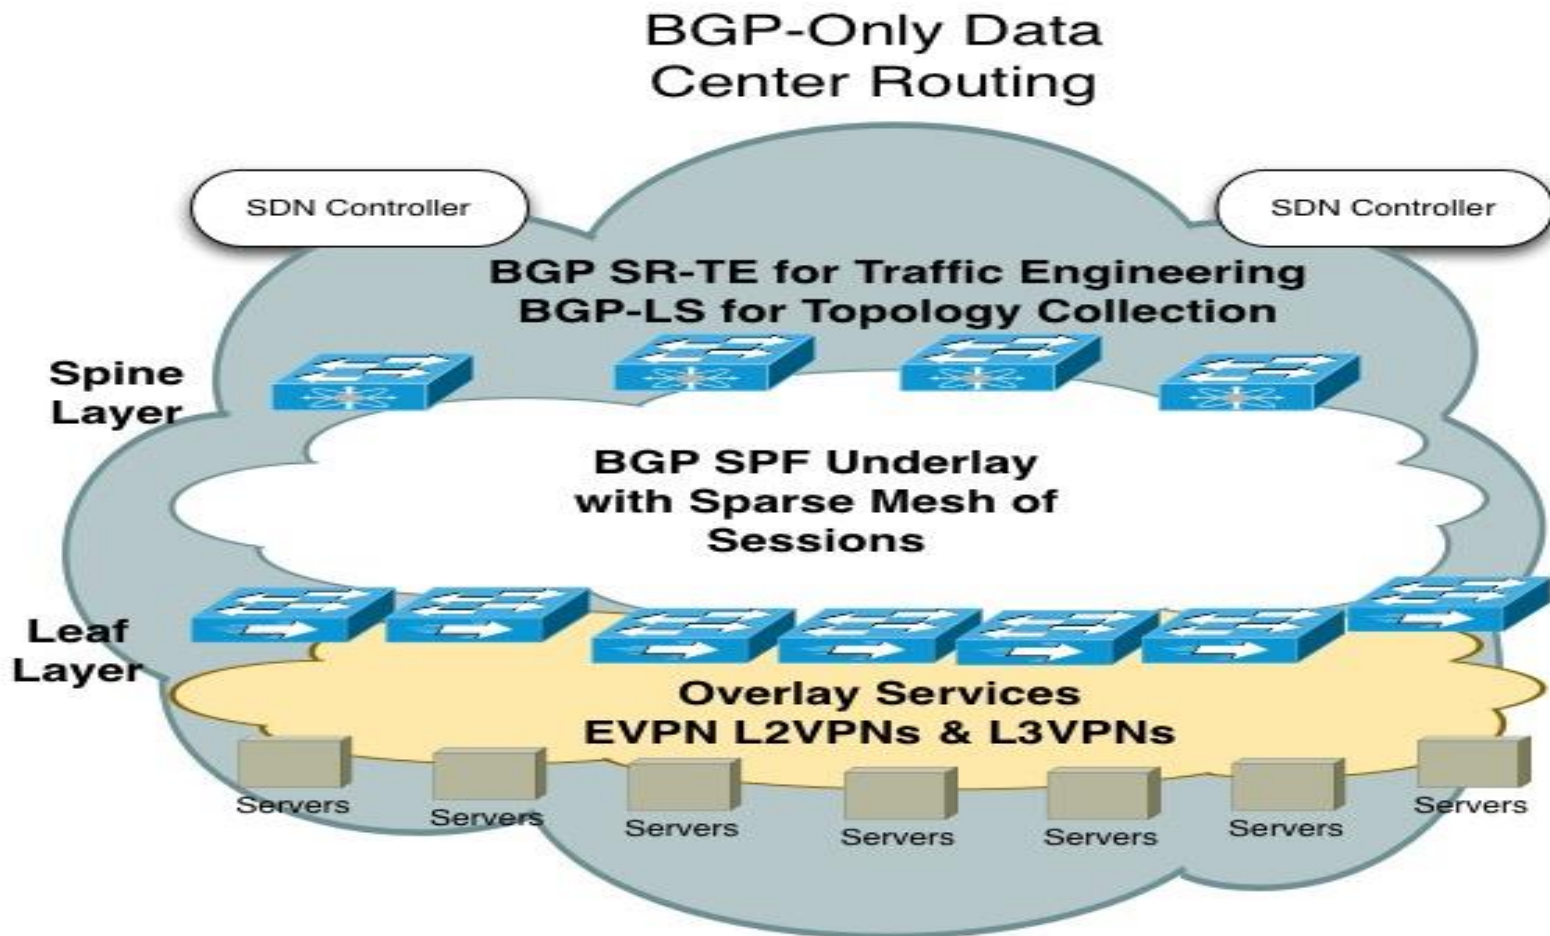 BGP-Only Data
Center Routing
SDN Controller
SDN Controller
BGP SR-TE for Traffic Engineering
BGP-LS for Topology Collection
Spine
Layer
BGP SPF Underlay
with Sparse Mesh of
Sessions
Leaf
Layer
Overlay Services
EVPN L2VPNs & L3VPNs
Servers
Servers
Servers
Servers
Servers
Servers
Servers